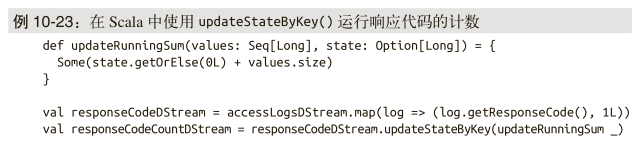 例 10-23：在 Scala 中使用 updateStateByKey() 运行响应代码的计数
def updateRunningSum(values: Seq[Long], state: Option[Long]) = {
  Some(state.getOrElse(0L) + values.size)
}

val responseCodeDStream = accessLogsDStream.map(log => (log.getResponseCode(), 1L))
val responseCodeCountDStream = responseCodeDStream.updateStateByKey(updateRunningSum _)